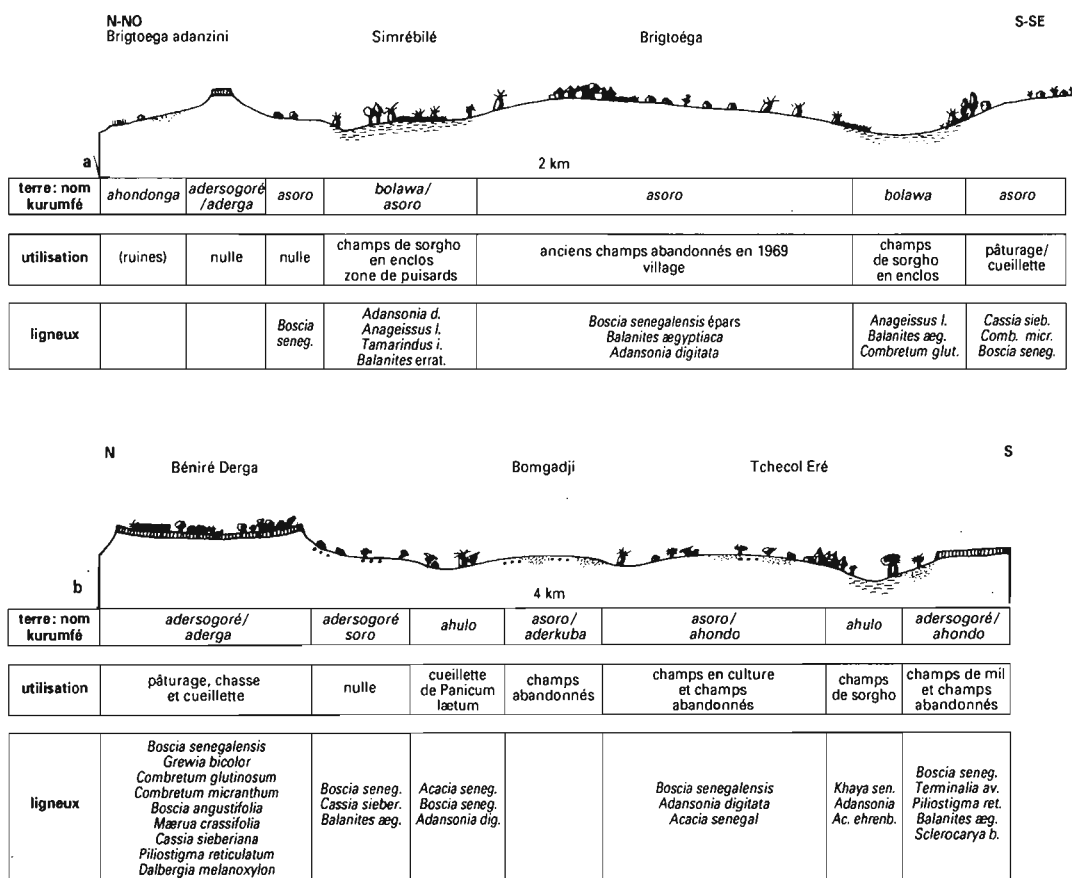 N-NO
S-SE
Brigtoega adanzini
Simrébilé
Brigtoéga
a
2 km
terre: nom
kurumfé
ahondonga
adersogoré
/aderga
asoro
bolawa/
asoro
asoro
bolawa
asoro
utilisation
(ruines)
nulle
nulle
champs de sorgho
en enclos
zone de puisards
anciens champs abandonnés en 1969
village
champs
de sorgho
en enclos
pâturage/
cueillette
ligneux
Boscia
seneg.
Adansonia d.
Anageissus l.
Tamarindus i.
Balanites errat.
Boscia senegalensis épars
Balanites ægyptiaca
Adansonia digitata
Anageissus l.
Balanites æg.
Combretum glut.
Cassia sieb.
Comb. micr.
Boscia seneg.
N
S
Béniré Derga
Bomgadji
Tchecol Eré
b
4 km
terre: nom
kurumfé
adersogoré/
aderga
adersogoré
soro
ahulo
asoro/
aderkuba
asoro/
ahondo
ahulo
adersogoré/
ahondo
utilisation
pâturage, chasse
et cueillette
nulle
cueillette
de Panicum
lætum
champs
abandonnés
champs en culture
et champs
abandonnés
champs
de sorgho
champs de mil
et champs
abandonnés
ligneux
Boscia senegalensis
Grewia bicolor
Combretum glutinosum
Combretum micranthum
Boscia angustifolia
Mærua crassifolia
Cassia sieberiana
Piliostigma reticulatum
Dalbergia melanoxylon
Boscia seneg.
Cassia sieber.
Balanites æg.
Acacia seneg.
Boscia seneg.
Adansonia dig.
Boscia senegalensis
Adansonia digitata
Acacia senegal
Khaya sen.
Adansonia
Ac. ehrenb.
Boscia seneg.
Terminalia av.
Piliostigma ret.
Balanites æg.
Sclerocarya b.